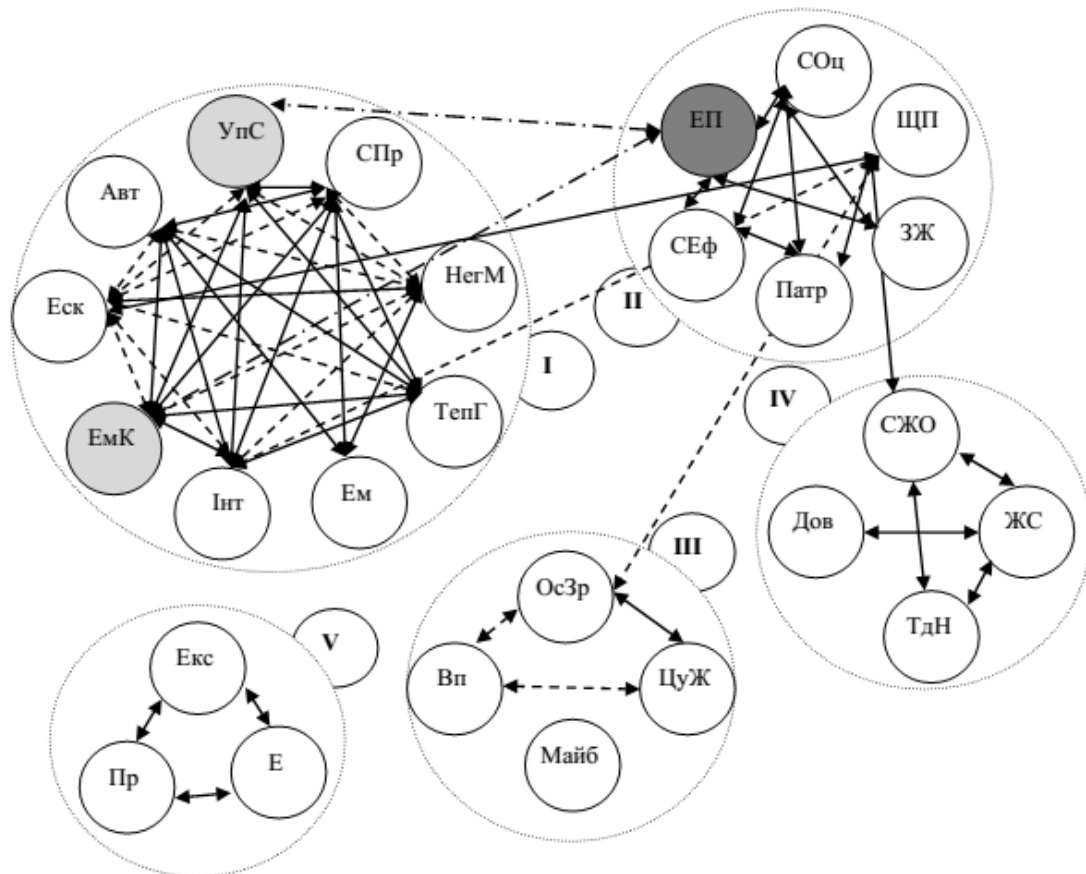 СОц
ЕП
ЩП
УпС
СПр
Авт
ЗЖ
СЕф
НегМ
Патр
Еск
II
I
IV
ТепГ
СЖО
ЕмК
Ем
Інт
Дов
ЖС
III
ОсЗр
ТдН
V
Екс
Вп
ЦуЖ
Майб
Е
Пр